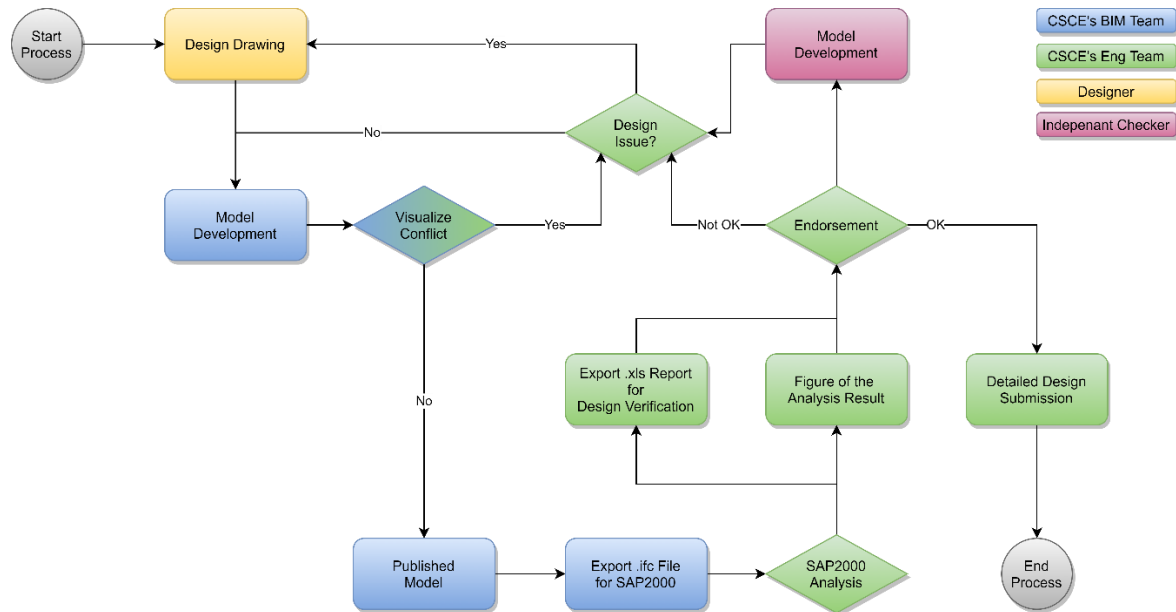 Start
Process
Design Drawing
Yes
Model
Development
CSCE's BIM Team
CSCE's Eng Team
Designer
Indepenant Checker
Design
Issue?
No
Model
Development
Visualize
Conflict
Yes
Not OK
Endorsement
OK
No
Export .xls Report
for
Design Verification
Figure of the
Analysis Result
Detailed Design
Submission
Published
Model
Export .ifc File
for SAP2000
SAP2000
Analysis
End
Process